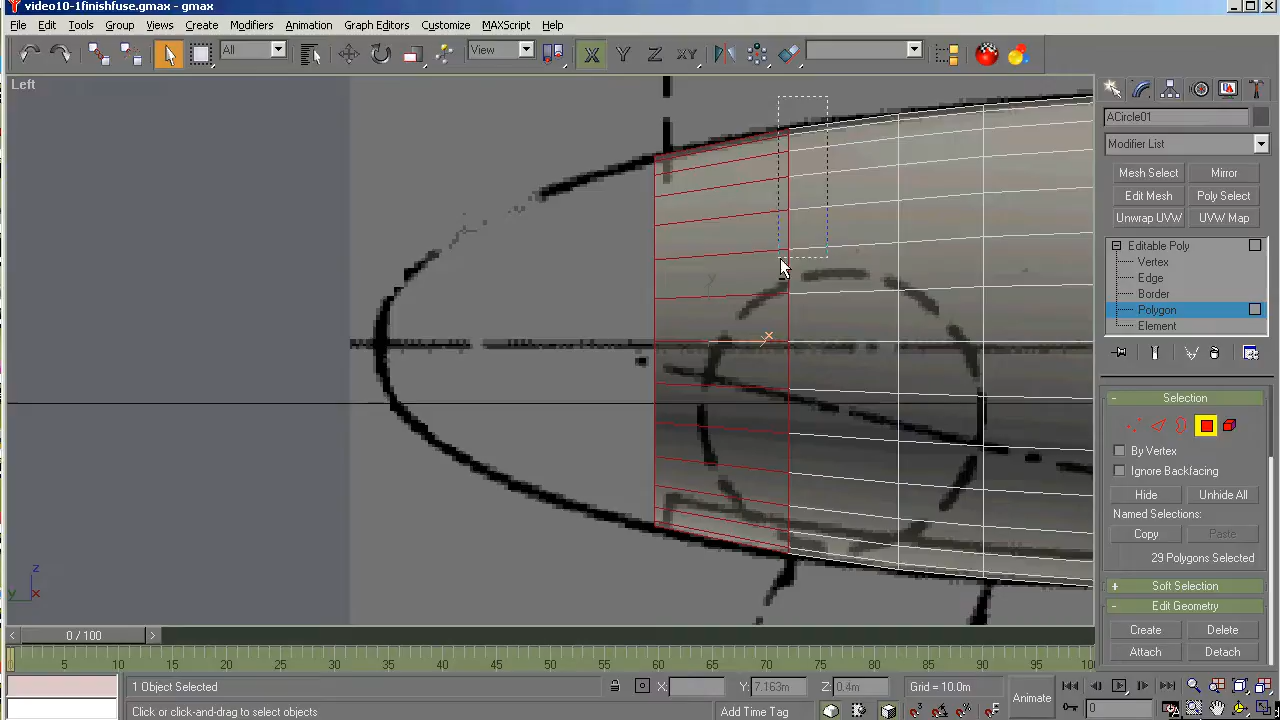 video10-1finishfuse.gmax - gmax
File Edit Tools Group Views Create Modifiers Animation Graph Editors Customize MAXScript Help
All View X Y Z XY
Left
ACircle01
Modifier List
Mesh Select Mirror
Edit Mesh Poly Select
Unwrap UVW UVW Map
Editable Poly
Vertex
Edge
Border
Polygon
Element
- Selection
By Vertex
Ignore Backfacing
Hide Unhide All
Named Selections:
Copy Paste
29 Polygons Selected
+ Soft Selection
- Edit Geometry
Create Delete
Attach Detach
y
x
z
y x
< 0 / 100 >
5 10 15 20 25 30 35 40 45 50 55 60 65 70 75 80 85 90 95 100
1 Object Selected X: Y: 7.163m Z: 0.4m Grid = 10.0m Animate
Click or click-and-drag to select objects Add Time Tag 0